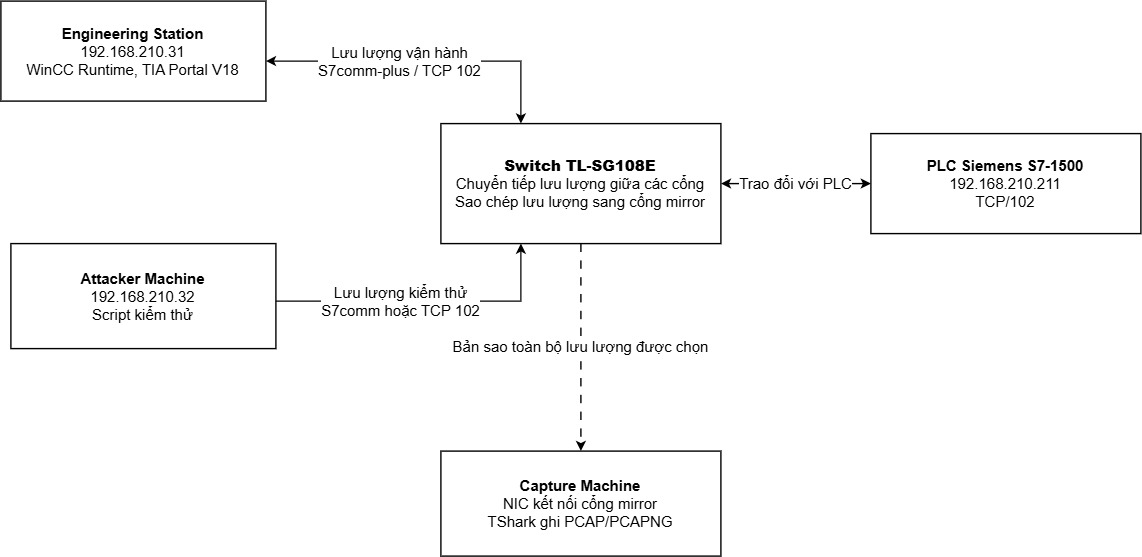 Engineering Station
192.168.210.31
WinCC Runtime, TIA Portal V18
Lưu lượng vận hành
S7comm-plus / TCP 102
Switch TL-SG108E
Chuyển tiếp lưu lượng giữa các cổng
Sao chép lưu lượng sang cổng mirror
Trao đổi với PLC
PLC Siemens S7-1500
192.168.210.211
TCP/102
Attacker Machine
192.168.210.32
Script kiểm thử
Lưu lượng kiểm thử
S7comm hoặc TCP 102
Bản sao toàn bộ lưu lượng được chọn
Capture Machine
NIC kết nối cổng mirror
TShark ghi PCAP/PCAPNG